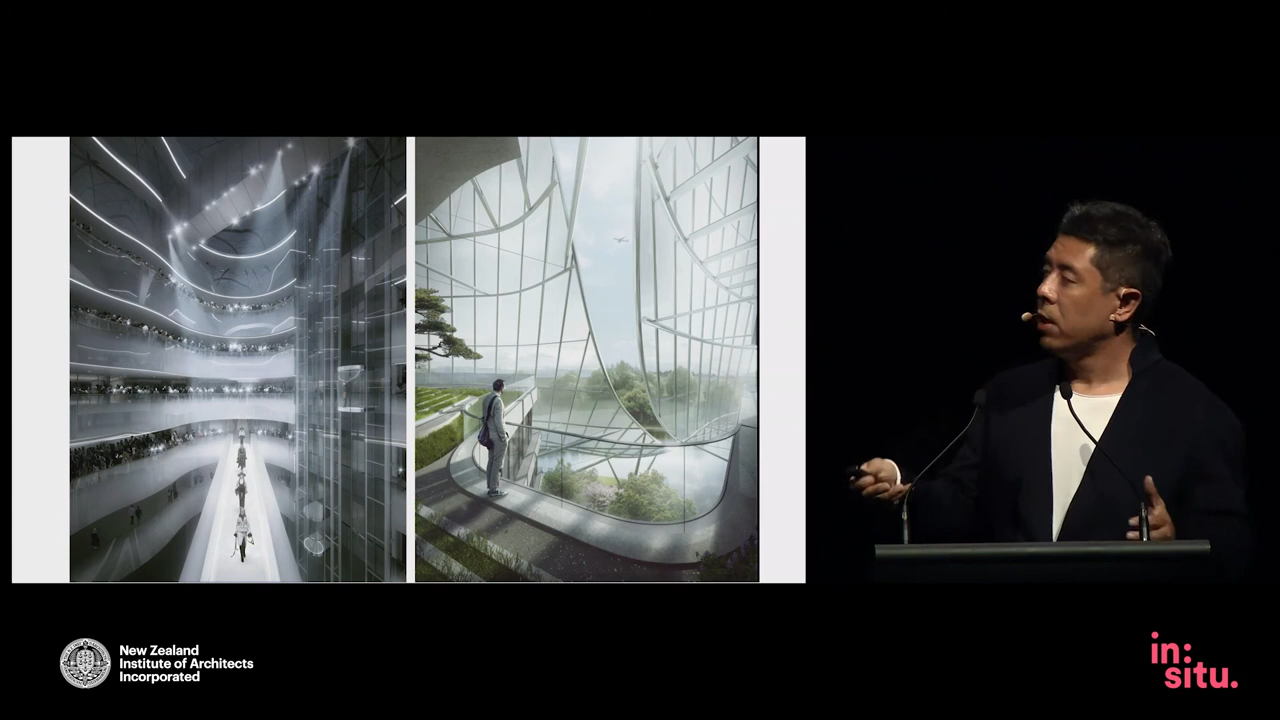 New Zealand
Institute of Architects
Incorporated
in:
situ.